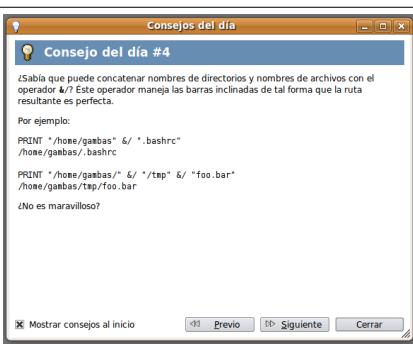 Consejos del día
Consejo del día #4
¿Sabía que puede concatenar nombres de directorios y nombres de archivos con el
operador &/? Éste operador maneja las barras inclinadas de tal forma que la ruta
resultante es perfecta.
Por ejemplo:
PRINT "/home/gambas" &/ ".bashrc"
/home/gambas/.bashrc
PRINT "/home/gambas/" &/ "/tmp" &/ "foo.bar"
/home/gambas/tmp/foo.bar
¿No es maravilloso?
Mostrar consejos al inicio
Previo
Siguiente
Cerrar